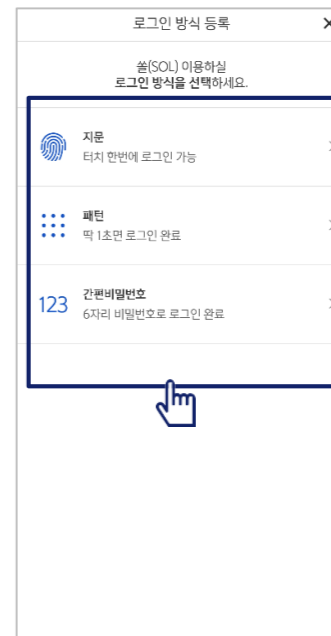 로그인 방식 등록
쏠(SOL) 이용하실
로그인 방식을 선택하세요.
지문
터치 한번에 로그인 가능
패턴
딱 1초면 로그인 완료
123
간편비밀번호
6자리 비밀번호로 로그인 완료